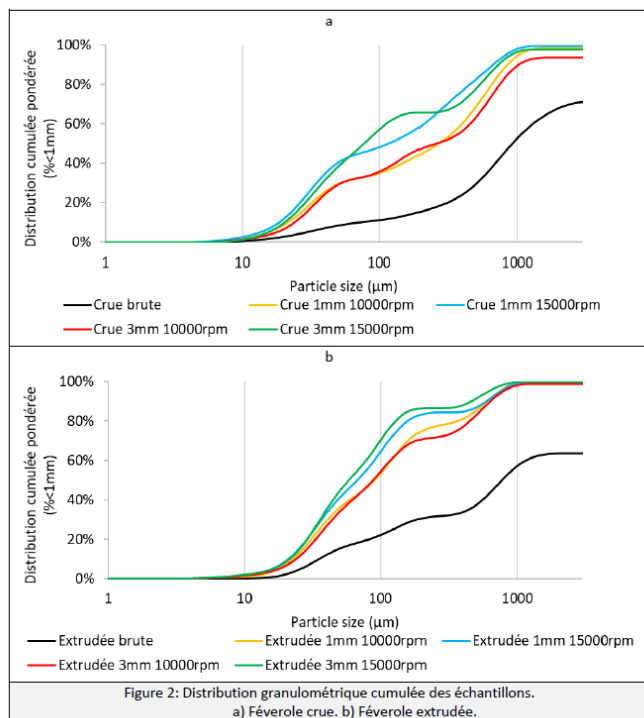 a
Distribution cumulée pondérée
(%<1mm)
100%
80%
60%
40%
20%
0%
1 10 100 1000
Particle size (µm)
Crue brute Crue 1mm 10000rpm Crue 1mm 15000rpm
Crue 3mm 10000rpm Crue 3mm 15000rpm
b
Distribution cumulée pondérée
(%<1mm)
100%
80%
60%
40%
20%
0%
1 10 100 1000
Particle size (µm)
Extrudée brute Extrudée 1mm 10000rpm Extrudée 1mm 15000rpm
Extrudée 3mm 10000rpm Extrudée 3mm 15000rpm
Figure 2: Distribution granulométrique cumulée des échantillons.
a) Féverole crue. b) Féverole extrudée.